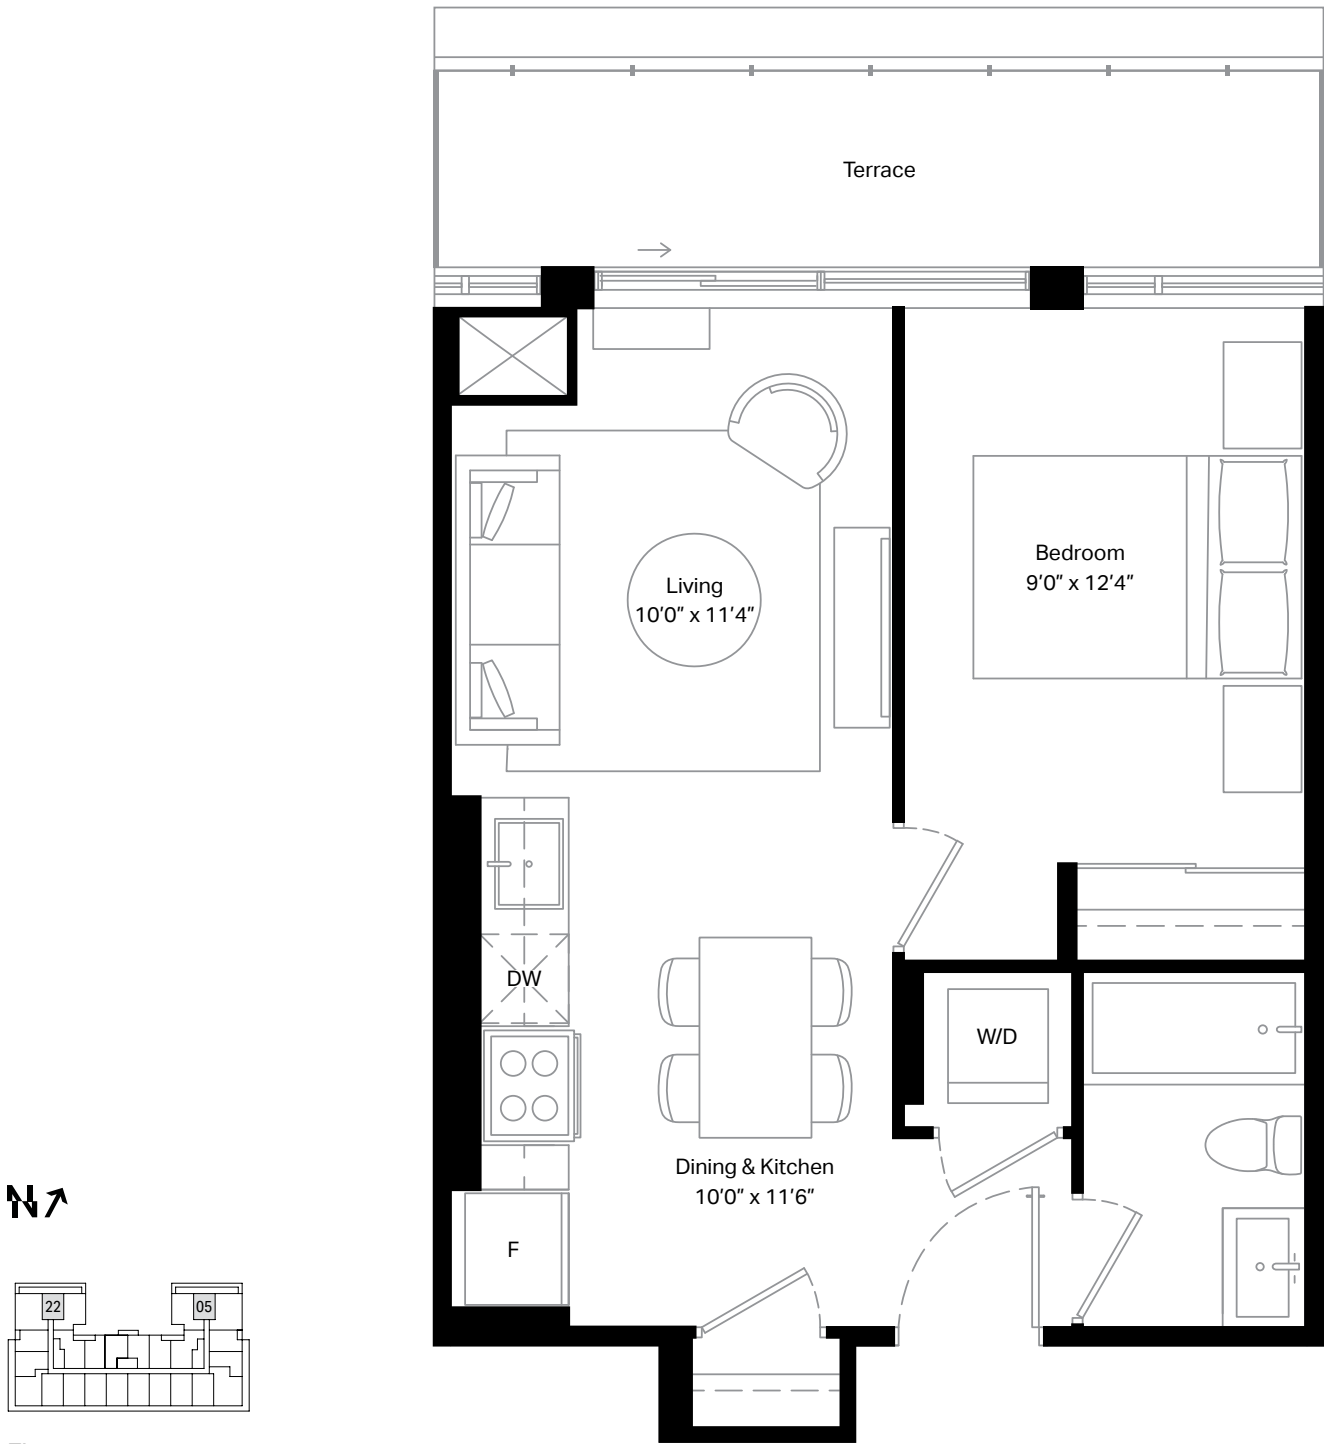 Terrace
Living
10'0" x 11'4"
Bedroom
9'0" x 12'4"
DW
W/D
Dining & Kitchen
10'0" x 11'6"
F
N
22
05